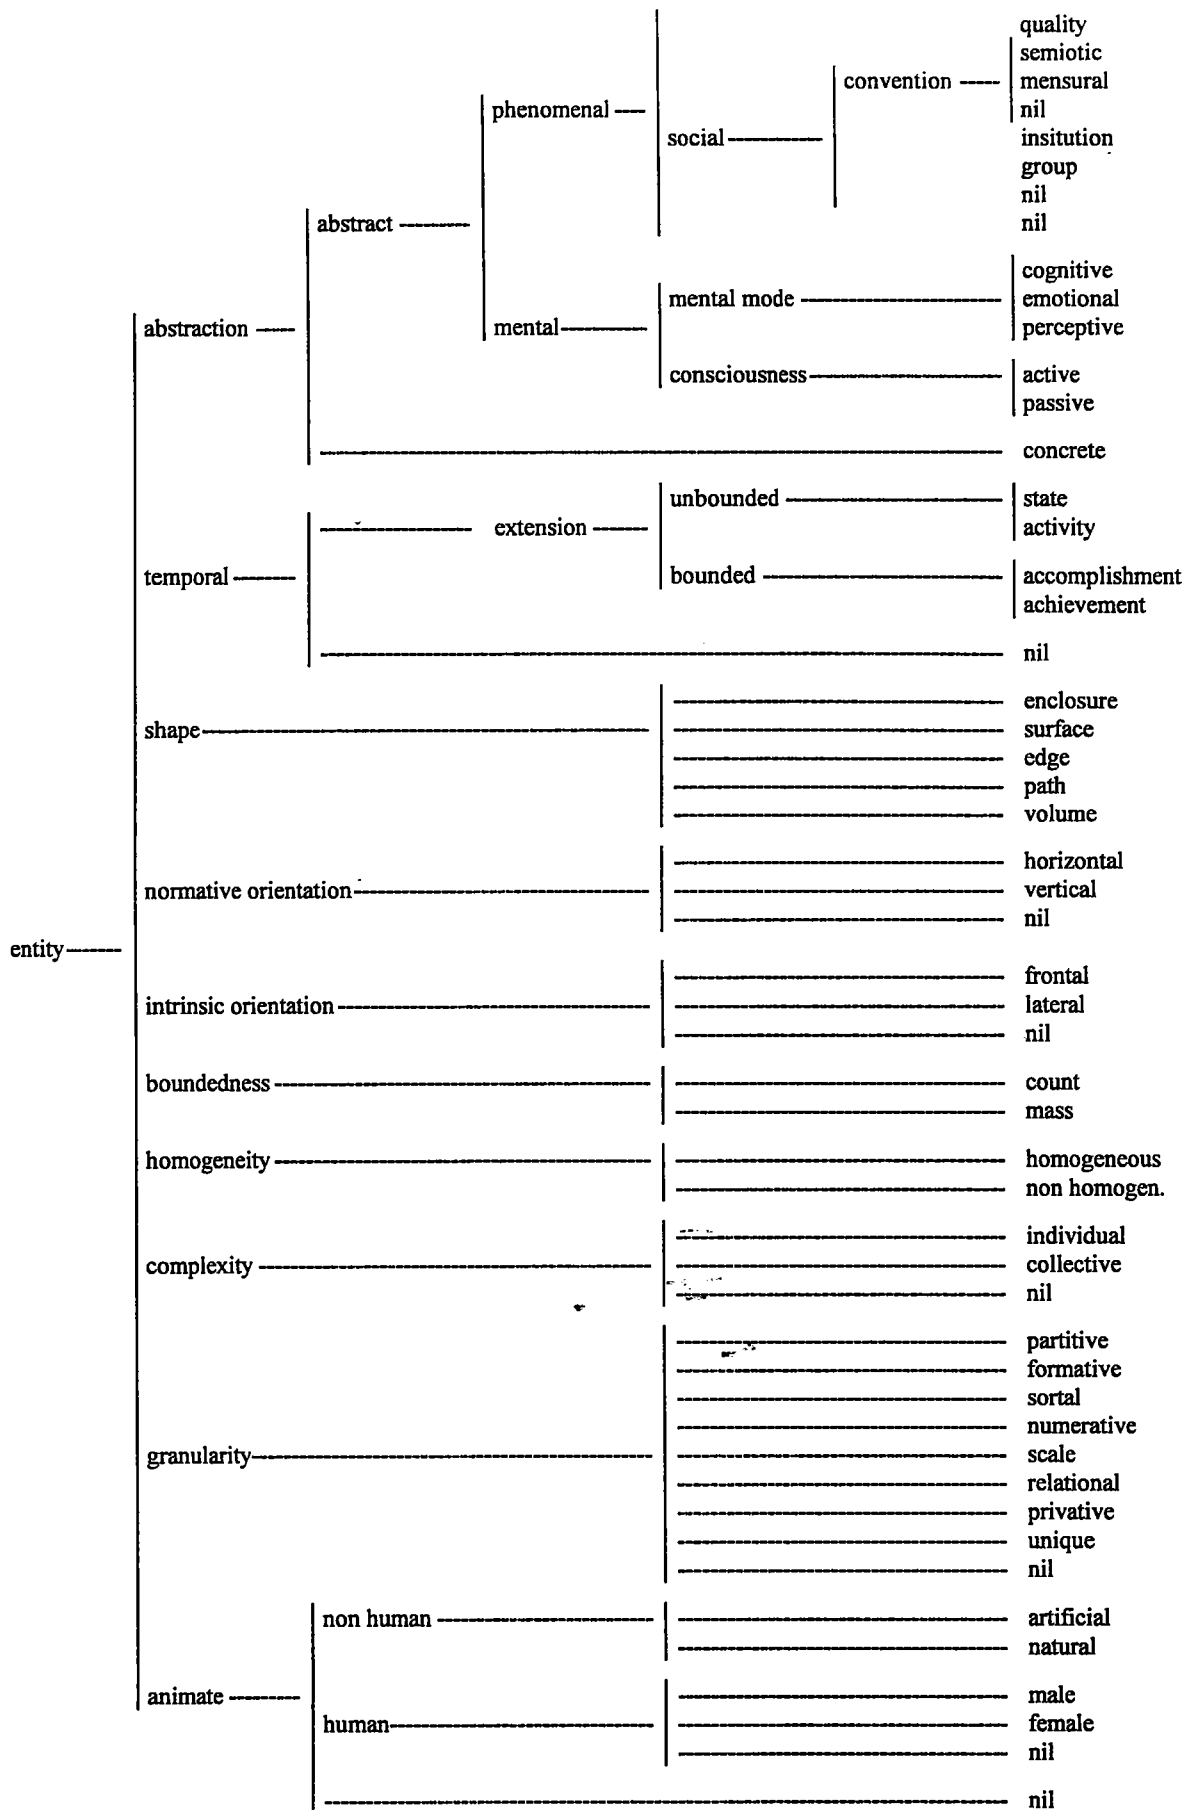 quality
semiotic
convention mensural
phenomenal nil
social insitution
group
nil
abstract nil
cognitive
mental mode emotional
abstraction mental perceptive
consciousness active
passive
concrete
unbounded state
extension activity
temporal bounded accomplishment
achievement
nil
enclosure
shape surface
edge
path
volume
horizontal
normative orientation vertical
nil
entity
frontal
intrinsic orientation lateral
nil
boundedness count
mass
homogeneity homogeneous
non homogen.
individual
complexity collective
nil
partitive
formative
sortal
numerative
granularity scale
relational
privative
unique
nil
non human artificial
natural
animate male
human female
nil
nil